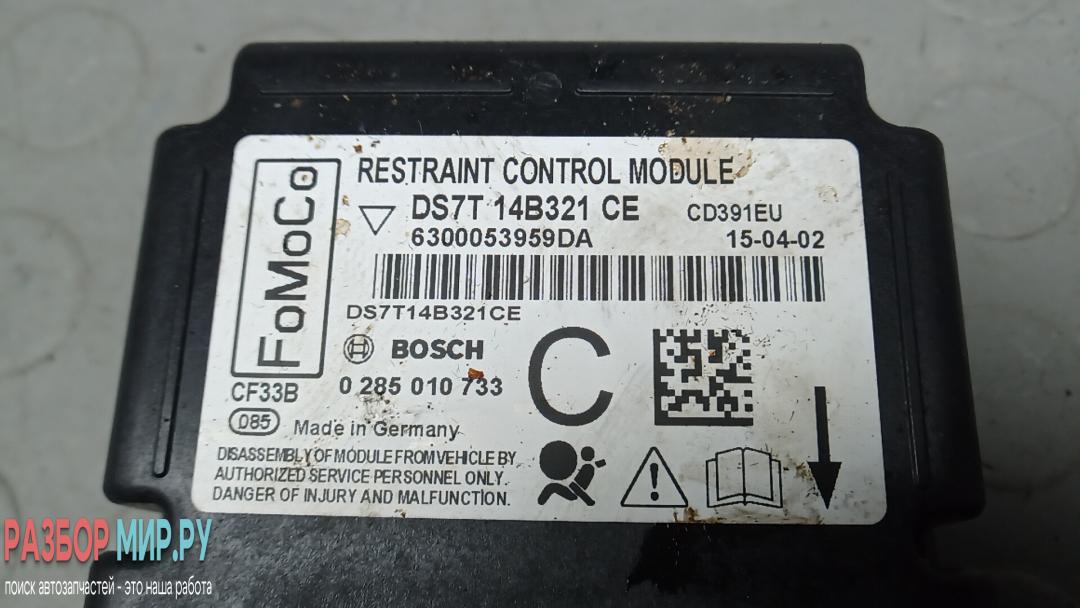 FoMoCo
RESTRAINT CONTROL MODULE
DS7T 14B321 CE CD391EU
6300053959DA 15-04-02
DS7T14B321CE
BOSCH
C
CF33B
0 285 010 733
085
Made in Germany
DISASSEMBLY OF MODULE FROM VEHICLE BY
AUTHORIZED SERVICE PERSONNEL ONLY.
DANGER OF INJURY AND MALFUNCTION.
РАЗБОР МИР.РУ
поиск автозапчастей - это наша работа